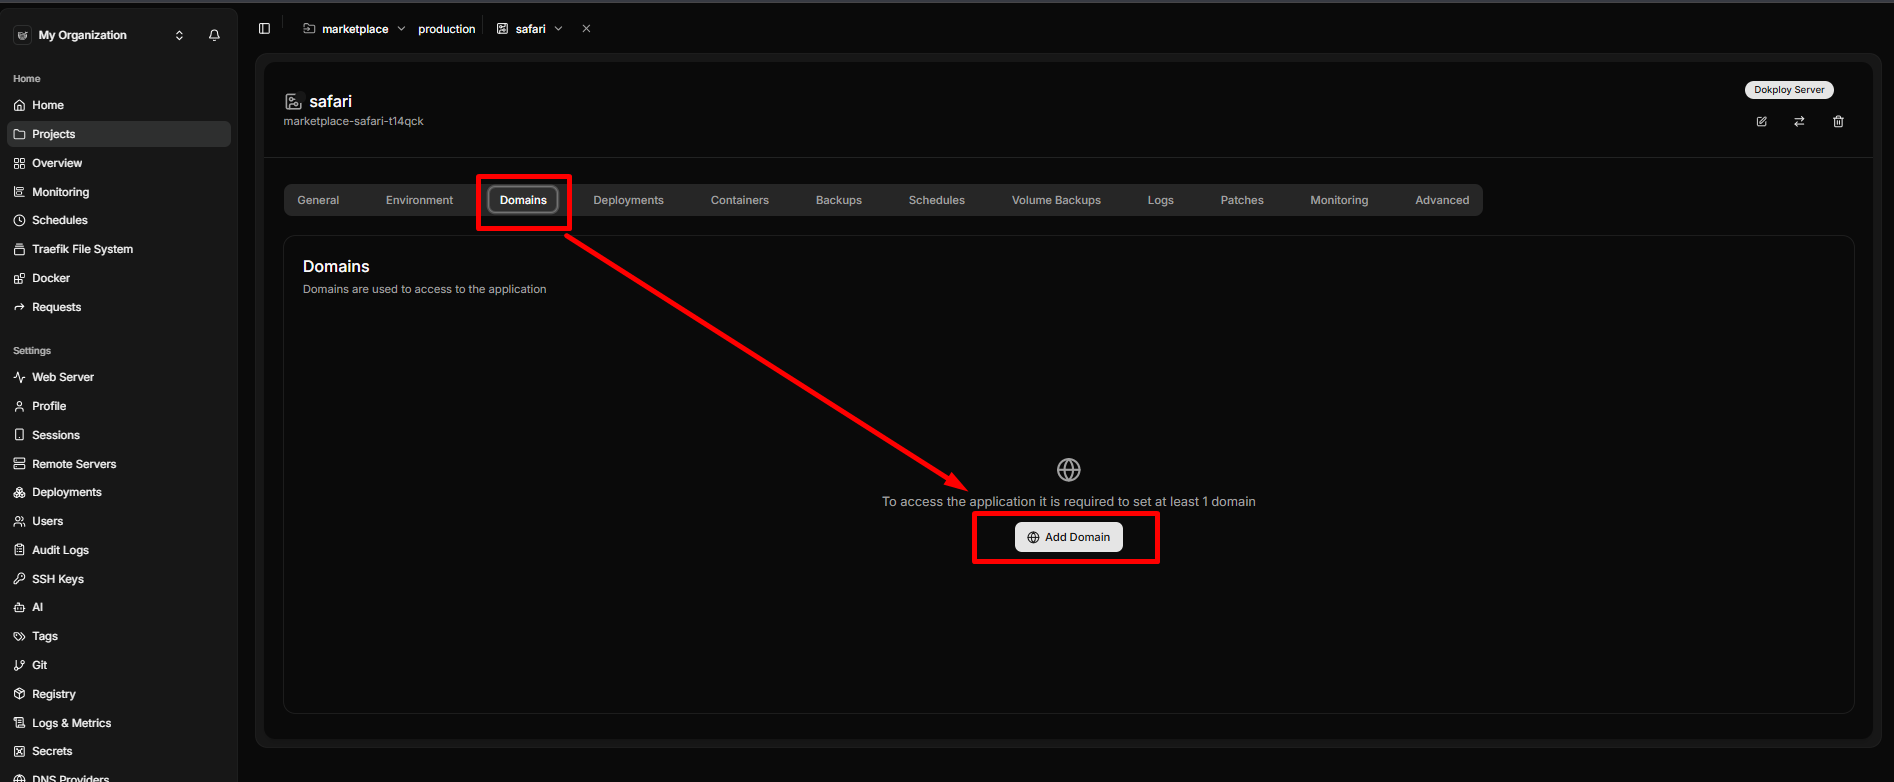 My Organization
Home
Home
Projects
Overview
Monitoring
Schedules
Traefik File System
Docker
Requests
Settings
Web Server
Profile
Sessions
Remote Servers
Deployments
Users
Audit Logs
SSH Keys
AI
Tags
Git
Registry
Logs & Metrics
Secrets
DNS Providers
marketplace production safari
safari
marketplace-safari-t14qck
Dokploy Server
General Environment Domains Deployments Containers Backups Schedules Volume Backups Logs Patches Monitoring Advanced
Domains
Domains are used to access to the application
To access the application it is required to set at least 1 domain
Add Domain